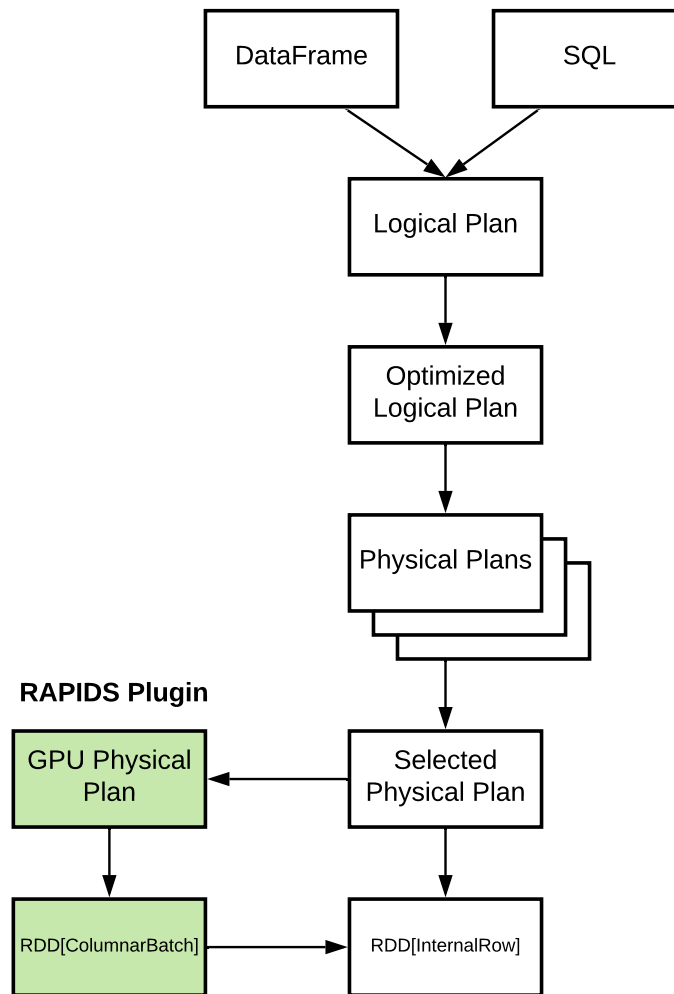 DataFrame
SQL
Logical Plan
Optimized
Logical Plan
Physical Plans
RAPIDS Plugin
GPU Physical
Plan
Selected
Physical Plan
RDD[ColumnarBatch]
RDD[InternalRow]